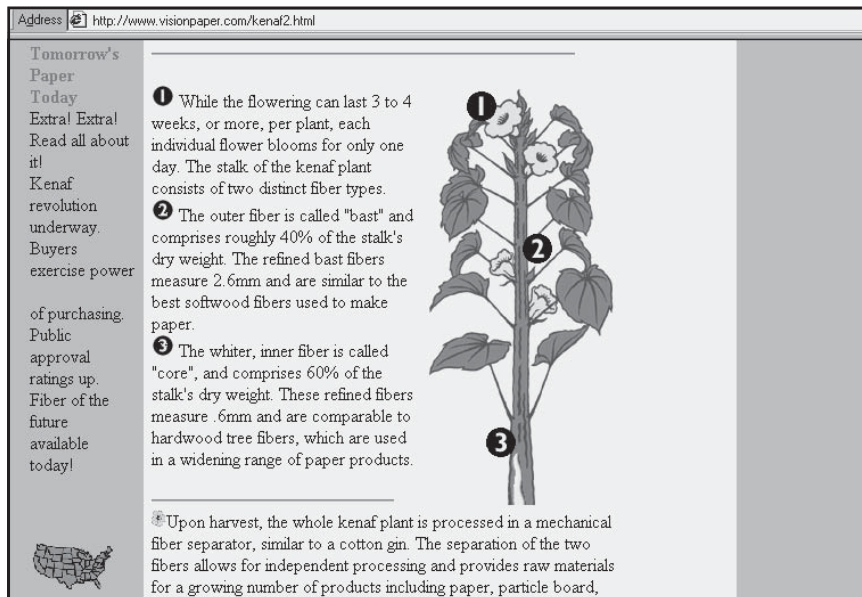 Address http://www.visionpaper.com/kenaf2.html
Tomorrow's
Paper
Today
Extra! Extra!
Read all about
it!
Kenaf
revolution
underway.
Buyers
exercise power
of purchasing.
Public
approval
ratings up.
Fiber of the
future
available
today!
1 While the flowering can last 3 to 4
weeks, or more, per plant, each
individual flower blooms for only one
day. The stalk of the kenaf plant
consists of two distinct fiber types.
2 The outer fiber is called "bast" and
comprises roughly 40% of the stalk's
dry weight. The refined bast fibers
measure 2.6mm and are similar to the
best softwood fibers used to make
paper.
3 The whiter, inner fiber is called
"core", and comprises 60% of the
stalk's dry weight. These refined fibers
measure .6mm and are comparable to
hardwood tree fibers, which are used
in a widening range of paper products.
1
2
3
Upon harvest, the whole kenaf plant is processed in a mechanical
fiber separator, similar to a cotton gin. The separation of the two
fibers allows for independent processing and provides raw materials
for a growing number of products including paper, particle board,